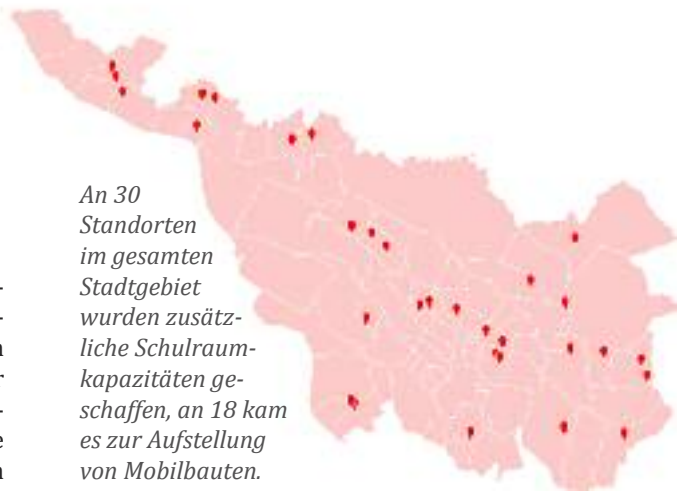 An 30
Standorten
im gesamten
Stadtgebiet
wurden zusätz-
liche Schulraum-
kapazitäten ge-
schaffen, an 18 kam
es zur Aufstellung
von Mobilbauten.